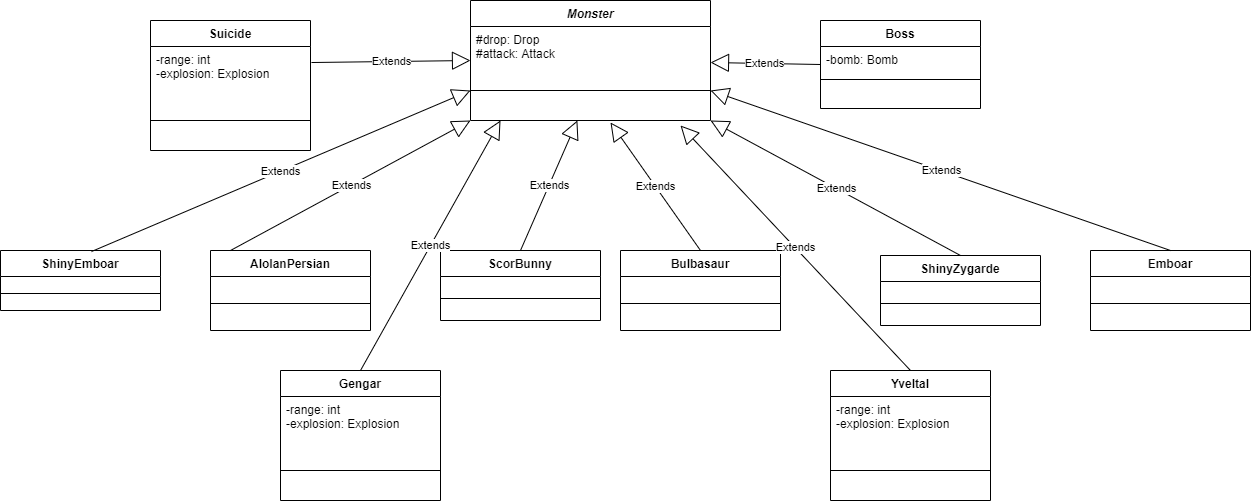 Monster
#drop: Drop
#attack: Attack
Suicide
-range: int
-explosion: Explosion
Boss
-bomb: Bomb
Extends
Extends
Extends
Extends
Extends
Extends
Extends
Extends
Extends
Extends
ShinyEmboar
AlolanPersian
ScorBunny
Bulbasaur
ShinyZygarde
Emboar
Gengar
-range: int
-explosion: Explosion
Yveltal
-range: int
-explosion: Explosion